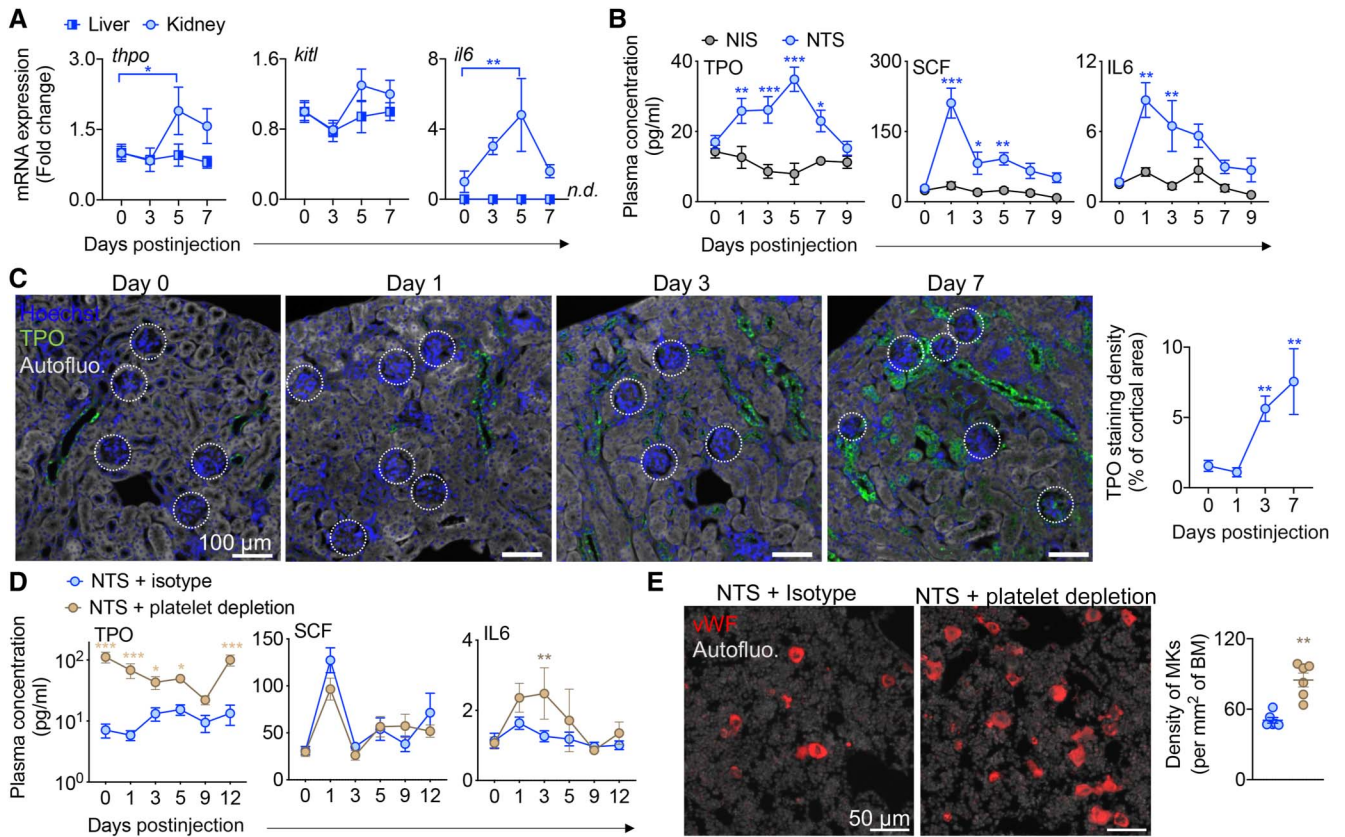 A
Liver Kidney
mRNA expression
(Fold change)
thpo
3.0
1.5
0.0
*
0 3 5 7
kitl
1.6
0.8
0.0
0 3 5 7
il6
8
4
0
**
n.d.
0 3 5 7
Days postinjection
B
NIS NTS
Plasma concentration
(pg/ml)
TPO
40
20
0
** *** *** *
0 1 3 5 7 9
SCF
300
150
0
*** * **
0 1 3 5 7 9
IL6
12
6
0
** **
0 1 3 5 7 9
Days postinjection
C
Day 0 Day 1 Day 3 Day 7
Hoechst
TPO
Autofluo.
100 µm
TPO staining density
(% of cortical area)
10
5
0
** **
0 1 3 7
Days postinjection
D
NTS + isotype
NTS + platelet depletion
Plasma concentration
(pg/ml)
TPO
10²
10¹
10⁰
*** *** * * ***
0 1 3 5 9 12
SCF
150
100
50
0
0 1 3 5 9 12
IL6
4
2
0
**
0 1 3 5 9 12
Days postinjection
E
NTS + Isotype NTS + platelet depletion
vWF
Autofluo.
50 µm
Density of MKs
(per mm² of BM)
120
60
0
**